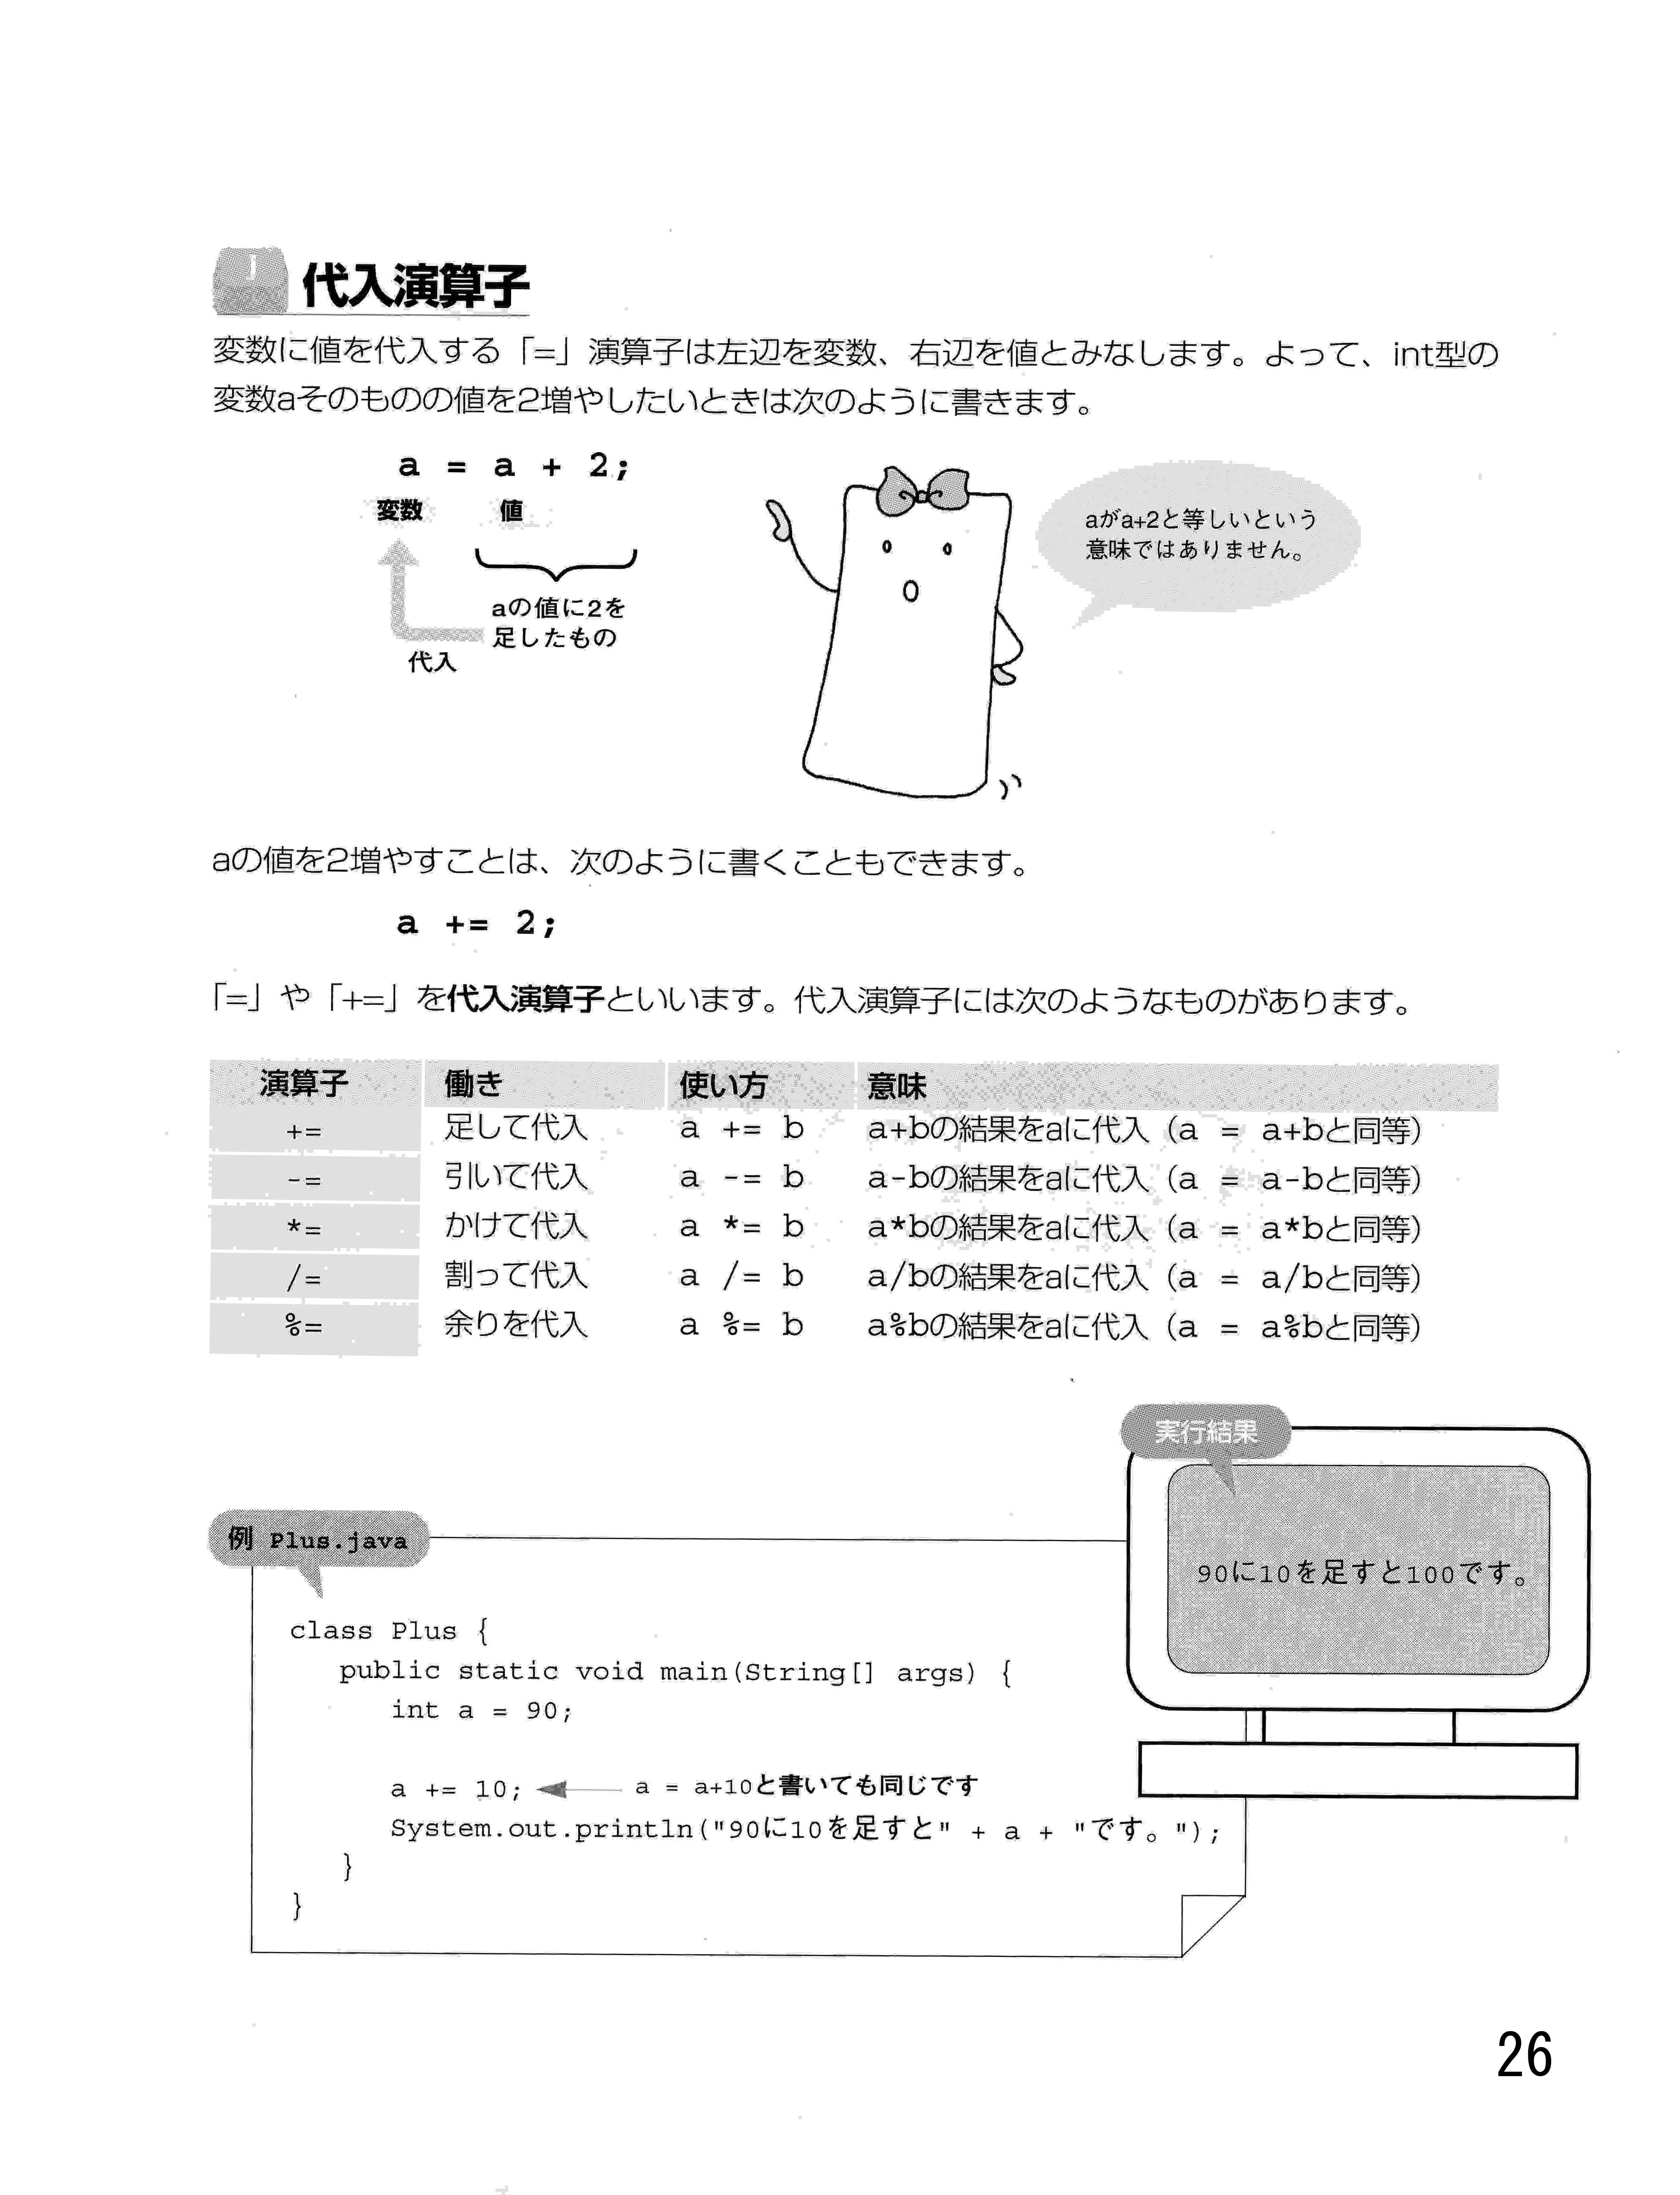 代入演算子
変数に値を代入する「=」演算子は左辺を変数、右辺を値とみなします。よって、int型の
変数aそのものの値を2増やしたいときは次のように書きます。
a = a + 2;
変数 値
aの値に2を
足したもの
代入
aがa+2と等しいという
意味ではありません。
aの値を2増やすことは、次のように書くこともできます。
a += 2;
「=」や「+=」を代入演算子といいます。代入演算子には次のようなものがあります。
演算子 働き 使い方 意味
+= 足して代入 a += b a+bの結果をaに代入（a = a+bと同等）
-= 引いて代入 a -= b a-bの結果をaに代入（a = a-bと同等）
*= かけて代入 a *= b a*bの結果をaに代入（a = a*bと同等）
/= 割って代入 a /= b a/bの結果をaに代入（a = a/bと同等）
%= 余りを代入 a %= b a%bの結果をaに代入（a = a%bと同等）
実行結果
90に10を足すと100です。
例 Plus.java
class Plus {
public static void main(String[] args) {
int a = 90;
a += 10; a = a+10と書いても同じです
System.out.println("90に10を足すと" + a + "です。");
}
}
26